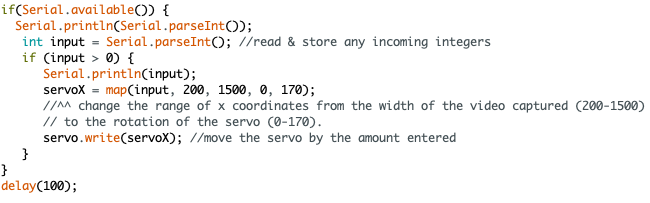 if(Serial.available()) {
Serial.println(Serial.parseInt());
int input = Serial.parseInt(); //read & store any incoming integers
if (input > 0) {
Serial.println(input);
servoX = map(input, 200, 1500, 0, 170);
//^^ change the range of x coordinates from the width of the video captured (200-1500)
// to the rotation of the servo (0-170).
servo.write(servoX); //move the servo by the amount entered
}
}
delay(100);